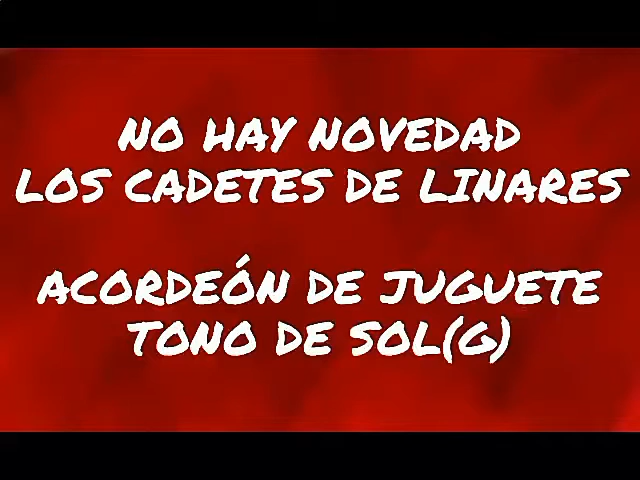 NO HAY NOVEDAD
LOS CADETES DE LINARES
ACORDEÓN DE JUGUETE
TONO DE SOL(G)